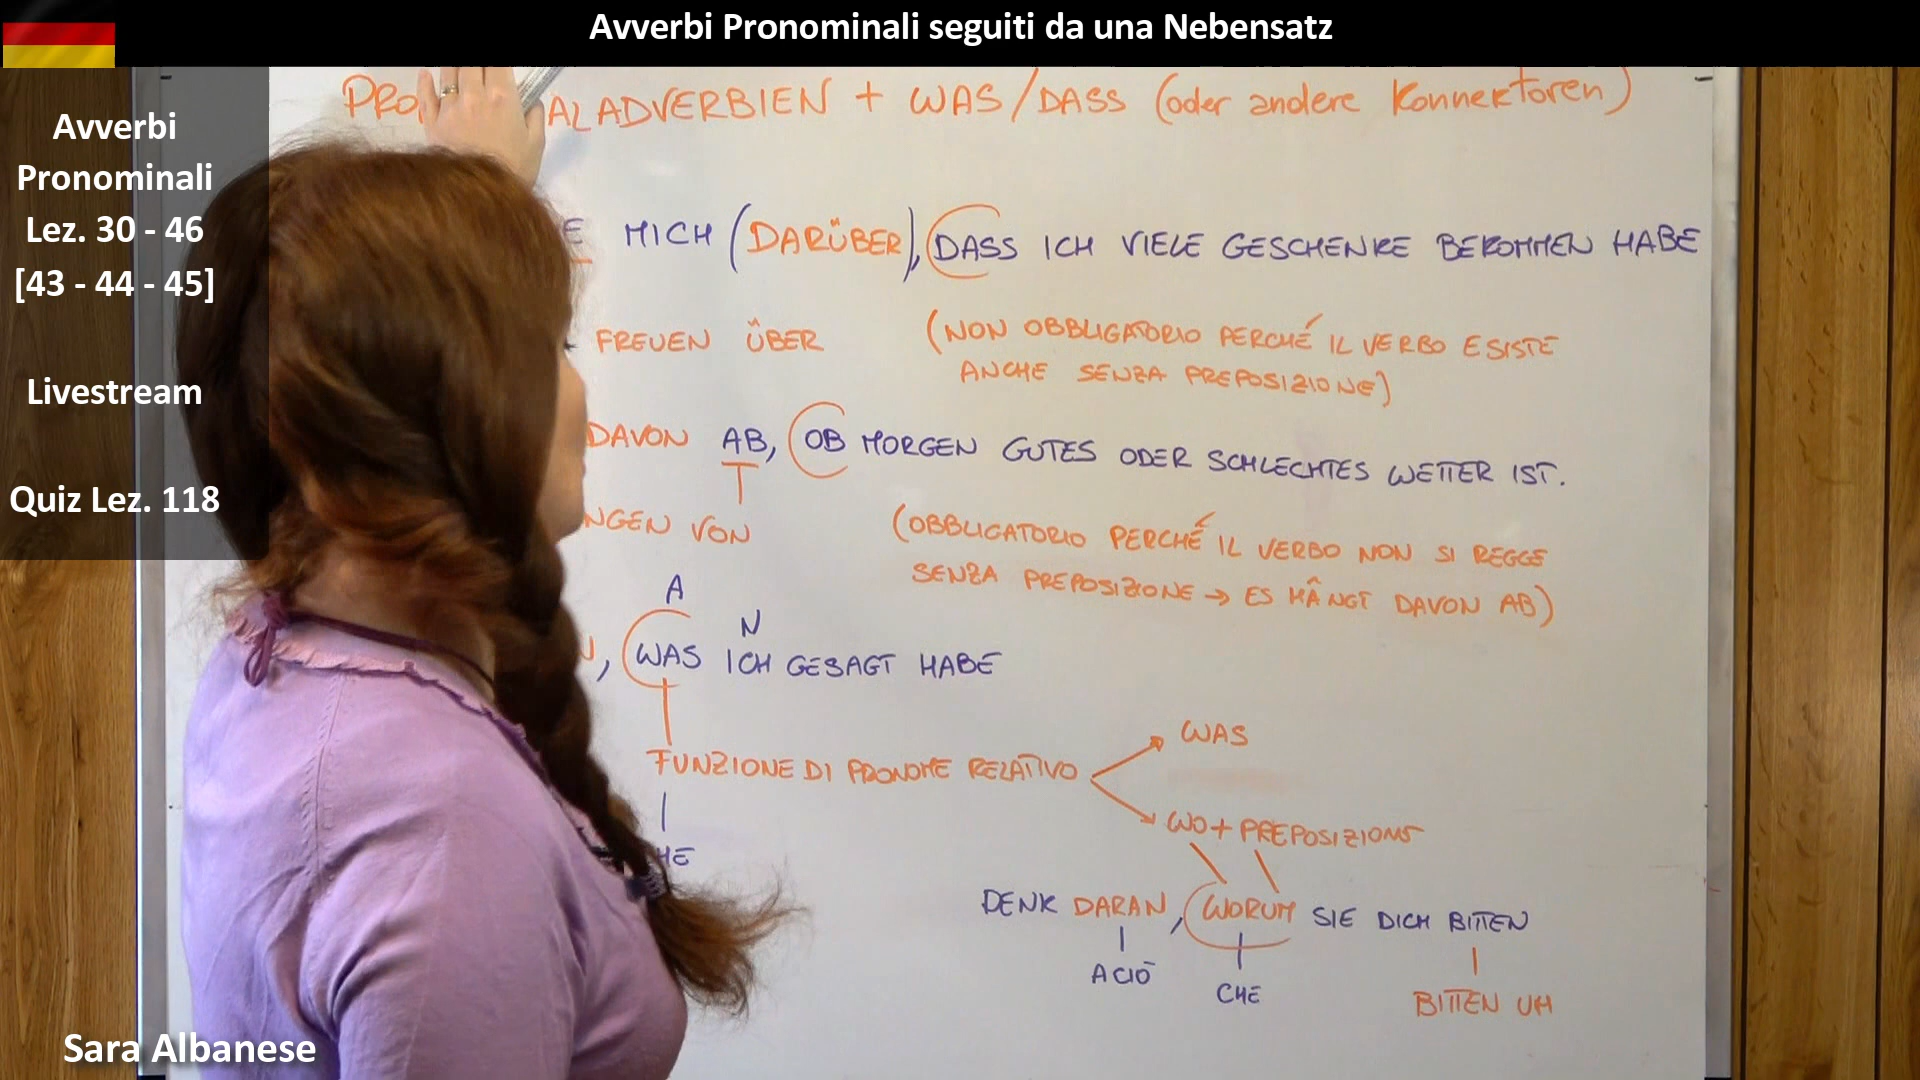 Avverbi Pronominali seguiti da una Nebensatz
Avverbi
Pronominali
Lez. 30 - 46
[43 - 44 - 45]
Livestream
Quiz Lez. 118
PRO ALADVERBIEN + WAS/DASS (oder andere Konnektoren)
E MICH (DARÜBER), DASS ICH VIELE GESCHENKE BEKOMMEN HABE
FREUEN ÜBER
(NON OBBLIGATORIO PERCHÉ IL VERBO ESISTE
ANCHE SENZA PREPOSIZIONE)
DAVON AB, OB MORGEN GUTES ODER SCHLECHTES WETTER IST.
NGEN VON
(OBBLIGATORIO PERCHÉ IL VERBO NON SI REGGE
SENZA PREPOSIZIONE → ES HÄNGT DAVON AB)
A
N
, WAS ICH GESAGT HABE
FUNZIONE DI PRONOME RELATIVO
WAS
WO + PREPOSIZIONE
HE
DENK DARAN, WORUM SIE DICH BITTEN
A CIÒ
CHE
BITTEN UM
Sara Albanese